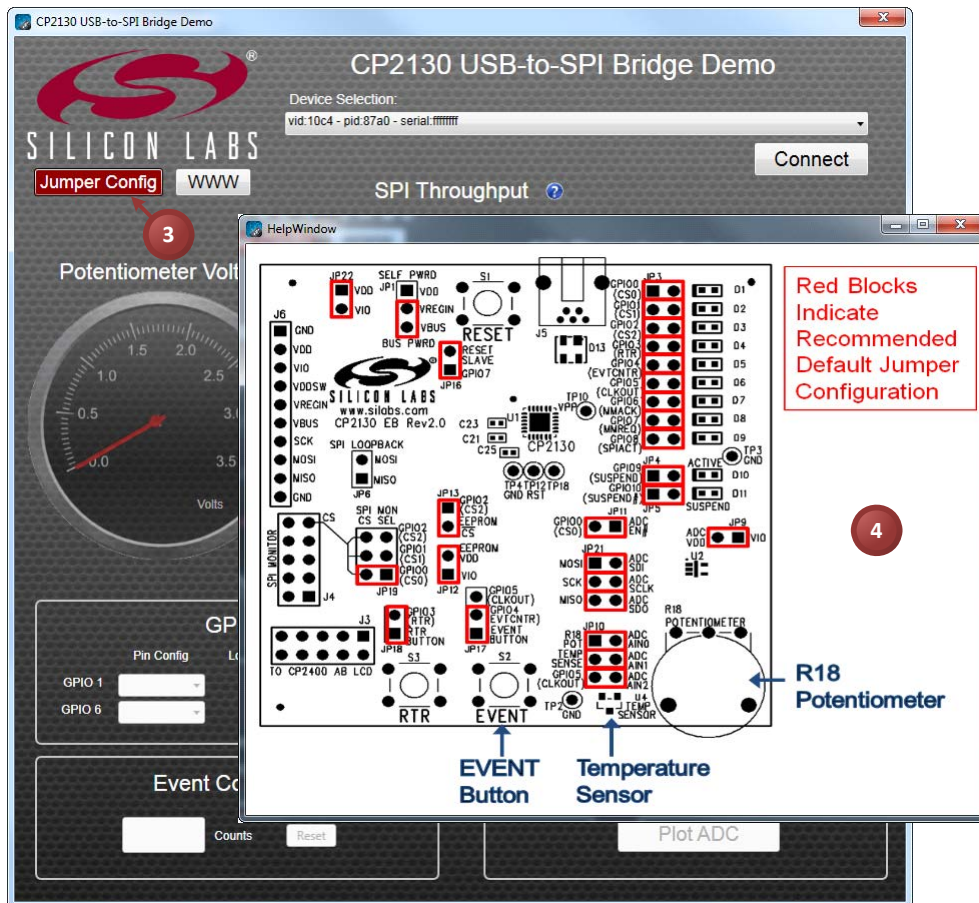 CP2130 USB-to-SPI Bridge Demo
CP2130 USB-to-SPI Bridge Demo
Device Selection:
vid:10c4 - pid:87a0 - serial:ffffffff
SILICON LABS
®
Connect
Jumper Config
WWW
SPI Throughput
?
3
HelpWindow
Potentiometer Volt
0.0
0.5
1.0
1.5
2.0
2.5
3.0
3.5
Volts
GP
Pin Config
GPIO 1
GPIO 6
Event Co
Counts
Reset
Plot ADC
JP22
VDD
VIO
SELF PWRD
JP1
VDD
VREGIN
VBUS
BUS PWRD
S1
RESET
J5
D13
RESET
SLAVE
GPIO7
JP16
J6
GND
VDD
VIO
VDDSW
VREGIN
VBUS
SCK
MOSI
MISO
GND
SILICON LABS
®
www.silabs.com
CP2130 EB Rev2.0
SPI LOOPBACK
MOSI
MISO
JP6
C23
C21
C25
U1
CP2130
TP10
VPP
TP4 TP12 TP18
GND RST
JP3
GPIO0
(CS0)
D1
GPIO1
(CS1)
D2
GPIO2
(CS2)
D3
GPIO3
(RTR)
D4
GPIO4
(EVTCNTR)
D5
GPIO5
(CLKOUT)
D6
GPIO6
(MMACK)
D7
GPIO7
(MMREQ)
D8
GPIO8
(SPIACT)
D9
TP3
GND
JP4
GPIO9
(SUSPEND)
ACTIVE
D10
GPIO10
(SUSPEND#)
JP5
D11
SUSPEND
SPI MON
CS SEL
CS
GPIO2
(CS2)
GPIO1
(CS1)
GPIO0
(CS0)
JP19
SPI MONITOR
J4
JP13
GPIO2
(CS2)
EEPROM
CS
EEPROM
VDD
VIO
JP12
JP11
GPIO0
(CS0)
ADC
EN#
JP9
ADC
VDD
VIO
U2
JP21
MOSI
ADC
SDI
SCK
ADC
SCLK
MISO
ADC
SDO
J3
TO CP2400 AB LCD
GPIO3
(RTR)
RTR
BUTTON
JP18
GPIO5
(CLKOUT)
GPIO4
(EVTCNTR)
EVENT
BUTTON
JP17
S3
RTR
S2
EVENT
JP10
R18
POT
ADC
AIN0
TEMP
SENSE
ADC
AIN1
GPIO5
(CLKOUT)
ADC
AIN2
TP2
GND
U4
TEMP
SENSOR
R18
POTENTIOMETER
Red Blocks
Indicate
Recommended
Default Jumper
Configuration
4
R18
Potentiometer
EVENT
Button
Temperature
Sensor